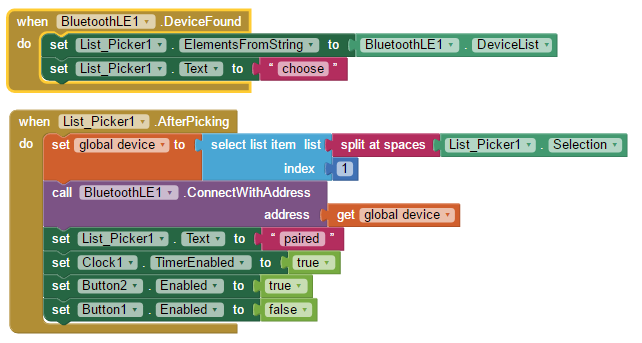 when BluetoothLE1 .DeviceFound
do set List_Picker1 . ElementsFromString to BluetoothLE1 . DeviceList
set List_Picker1 . Text to " choose "
when List_Picker1 .AfterPicking
do set global device to select list item list split at spaces List_Picker1 . Selection
index 1
call BluetoothLE1 .ConnectWithAddress
address get global device
set List_Picker1 . Text to " paired "
set Clock1 . TimerEnabled to true
set Button2 . Enabled to true
set Button1 . Enabled to false